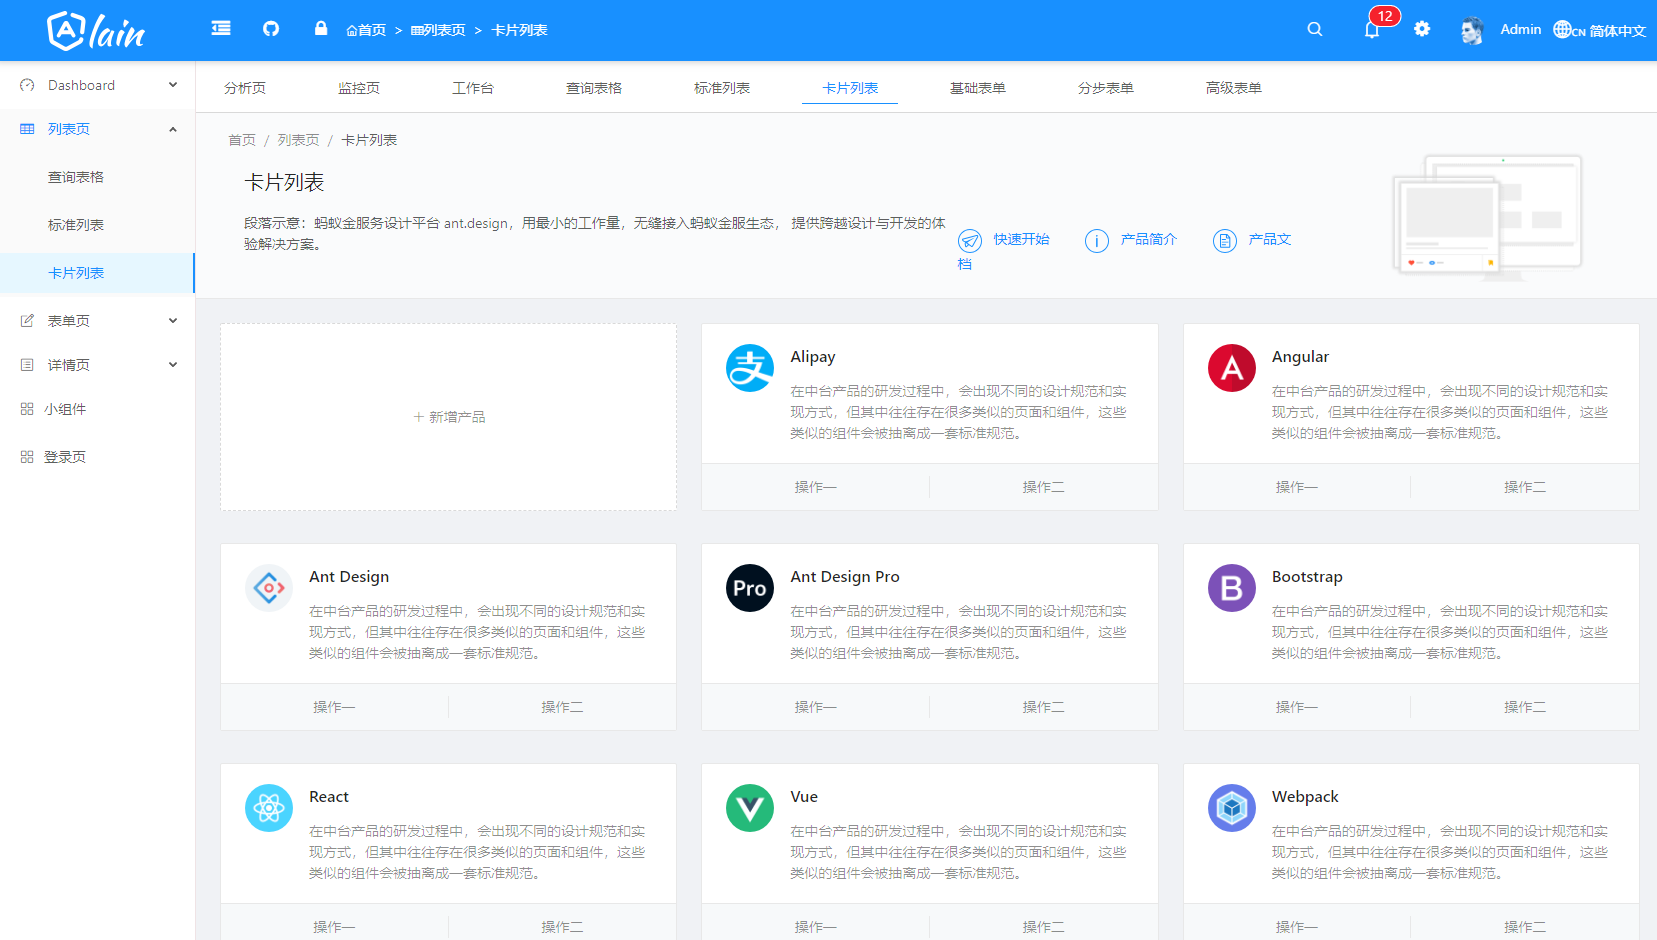 Alain
首页 > 列表页 > 卡片列表
12
Admin
CN 简体中文
Dashboard
列表页
查询表格
标准列表
卡片列表
表单页
详情页
小组件
登录页
分析页 监控页 工作台 查询表格 标准列表 卡片列表 基础表单 分步表单 高级表单
首页 / 列表页 / 卡片列表
卡片列表
段落示意：蚂蚁金服务设计平台 ant.design，用最小的工作量，无缝接入蚂蚁金服生态， 提供跨越设计与开发的体
验解决方案。
快速开始 产品简介 产品文
档
+ 新增产品
Alipay
在中台产品的研发过程中，会出现不同的设计规范和实
现方式，但其中往往存在很多类似的页面和组件，这些
类似的组件会被抽离成一套标准规范。
操作一 操作二
Angular
在中台产品的研发过程中，会出现不同的设计规范和实
现方式，但其中往往存在很多类似的页面和组件，这些
类似的组件会被抽离成一套标准规范。
操作一 操作二
Ant Design
在中台产品的研发过程中，会出现不同的设计规范和实
现方式，但其中往往存在很多类似的页面和组件，这些
类似的组件会被抽离成一套标准规范。
操作一 操作二
Pro
Ant Design Pro
在中台产品的研发过程中，会出现不同的设计规范和实
现方式，但其中往往存在很多类似的页面和组件，这些
类似的组件会被抽离成一套标准规范。
操作一 操作二
B
Bootstrap
在中台产品的研发过程中，会出现不同的设计规范和实
现方式，但其中往往存在很多类似的页面和组件，这些
类似的组件会被抽离成一套标准规范。
操作一 操作二
React
在中台产品的研发过程中，会出现不同的设计规范和实
现方式，但其中往往存在很多类似的页面和组件，这些
类似的组件会被抽离成一套标准规范。
操作一 操作二
Vue
在中台产品的研发过程中，会出现不同的设计规范和实
现方式，但其中往往存在很多类似的页面和组件，这些
类似的组件会被抽离成一套标准规范。
操作一 操作二
Webpack
在中台产品的研发过程中，会出现不同的设计规范和实
现方式，但其中往往存在很多类似的页面和组件，这些
类似的组件会被抽离成一套标准规范。
操作一 操作二